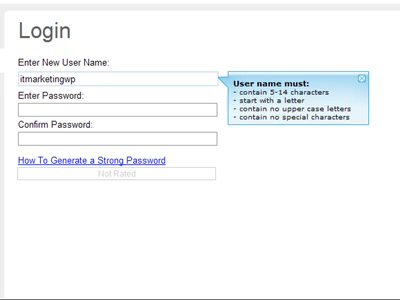 Login
Enter New User Name:
itmarketingwp
User name must:
- contain 5-14 characters
- start with a letter
- contain no upper case letters
- contain no special characters
Enter Password:
Confirm Password:
How To Generate a Strong Password
Not Rated